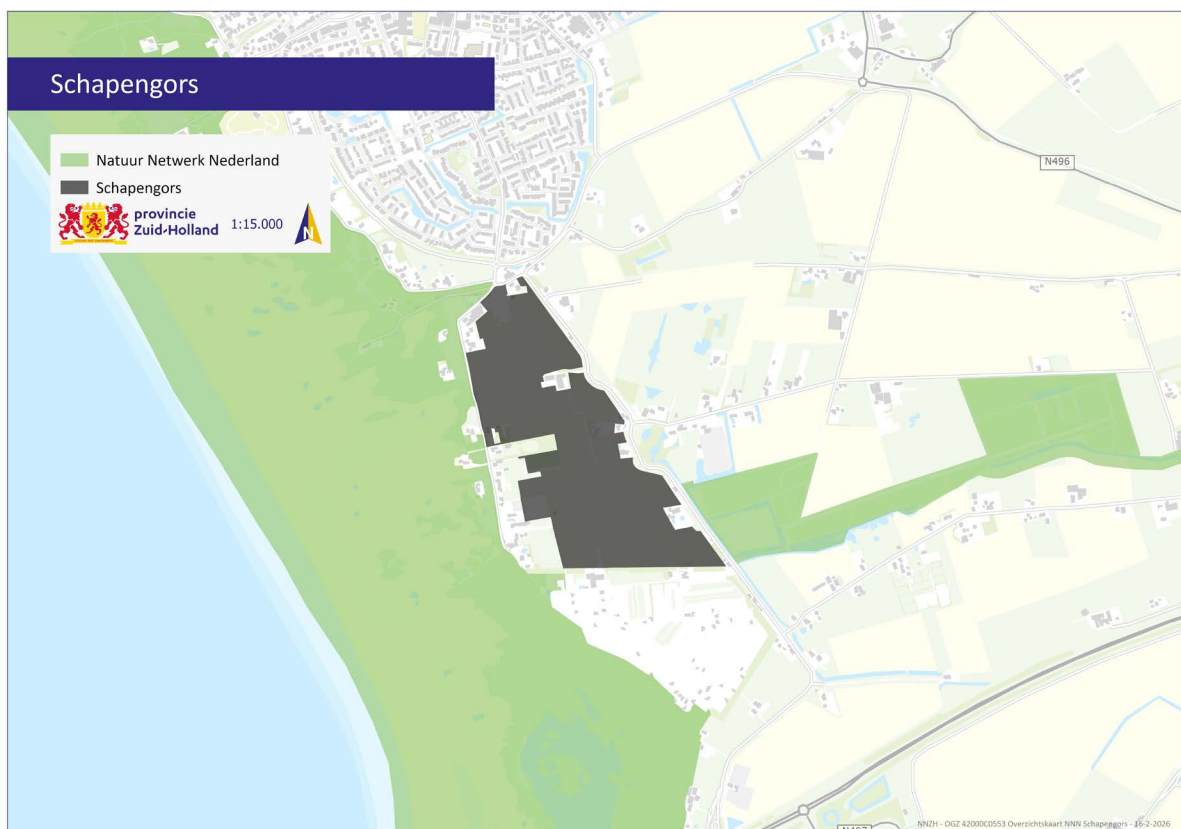 Schapengors
Natuur Netwerk Nederland
Schapengors
provincie
Zuid-Holland
1:15.000
N
N496
N497
NNZH - OGZ 42000C0553 Overzichtskaart NNN Schapengors - 16-2-2026